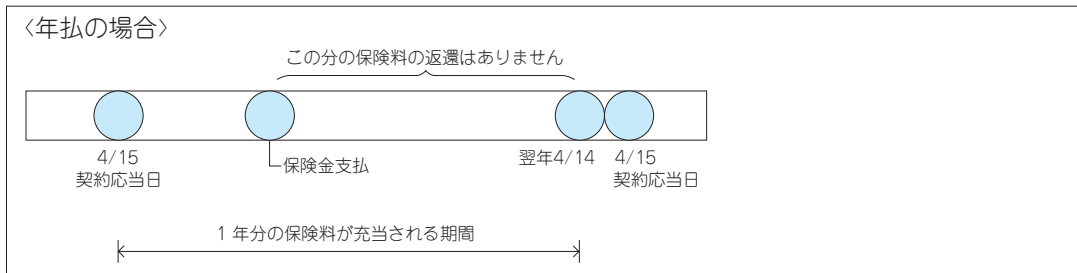 〈年払の場合〉
この分の保険料の返還はありません
4/15
契約応当日
保険金支払
翌年4/14
4/15
契約応当日
1年分の保険料が充当される期間